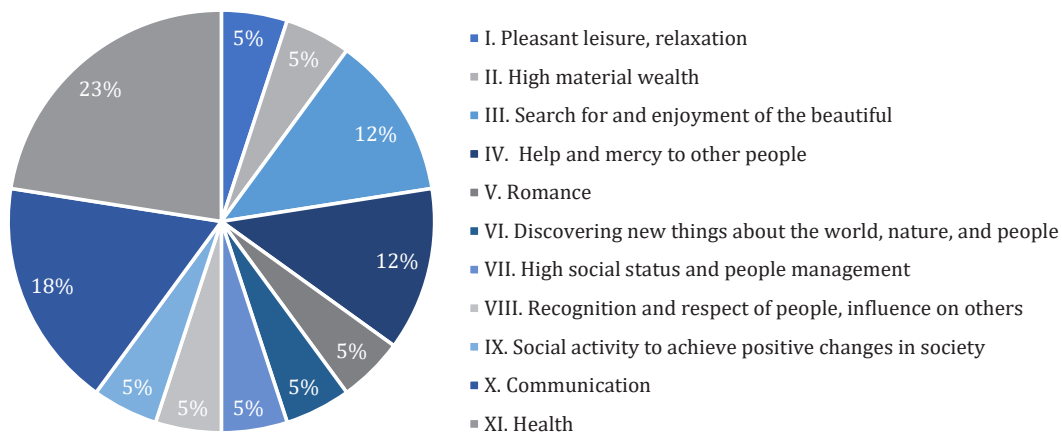 5%
5%
12%
12%
5%
5%
5%
5%
5%
18%
23%
I. Pleasant leisure, relaxation
II. High material wealth
III. Search for and enjoyment of the beautiful
IV. Help and mercy to other people
V. Romance
VI. Discovering new things about the world, nature, and people
VII. High social status and people management
VIII. Recognition and respect of people, influence on others
IX. Social activity to achieve positive changes in society
X. Communication
XI. Health